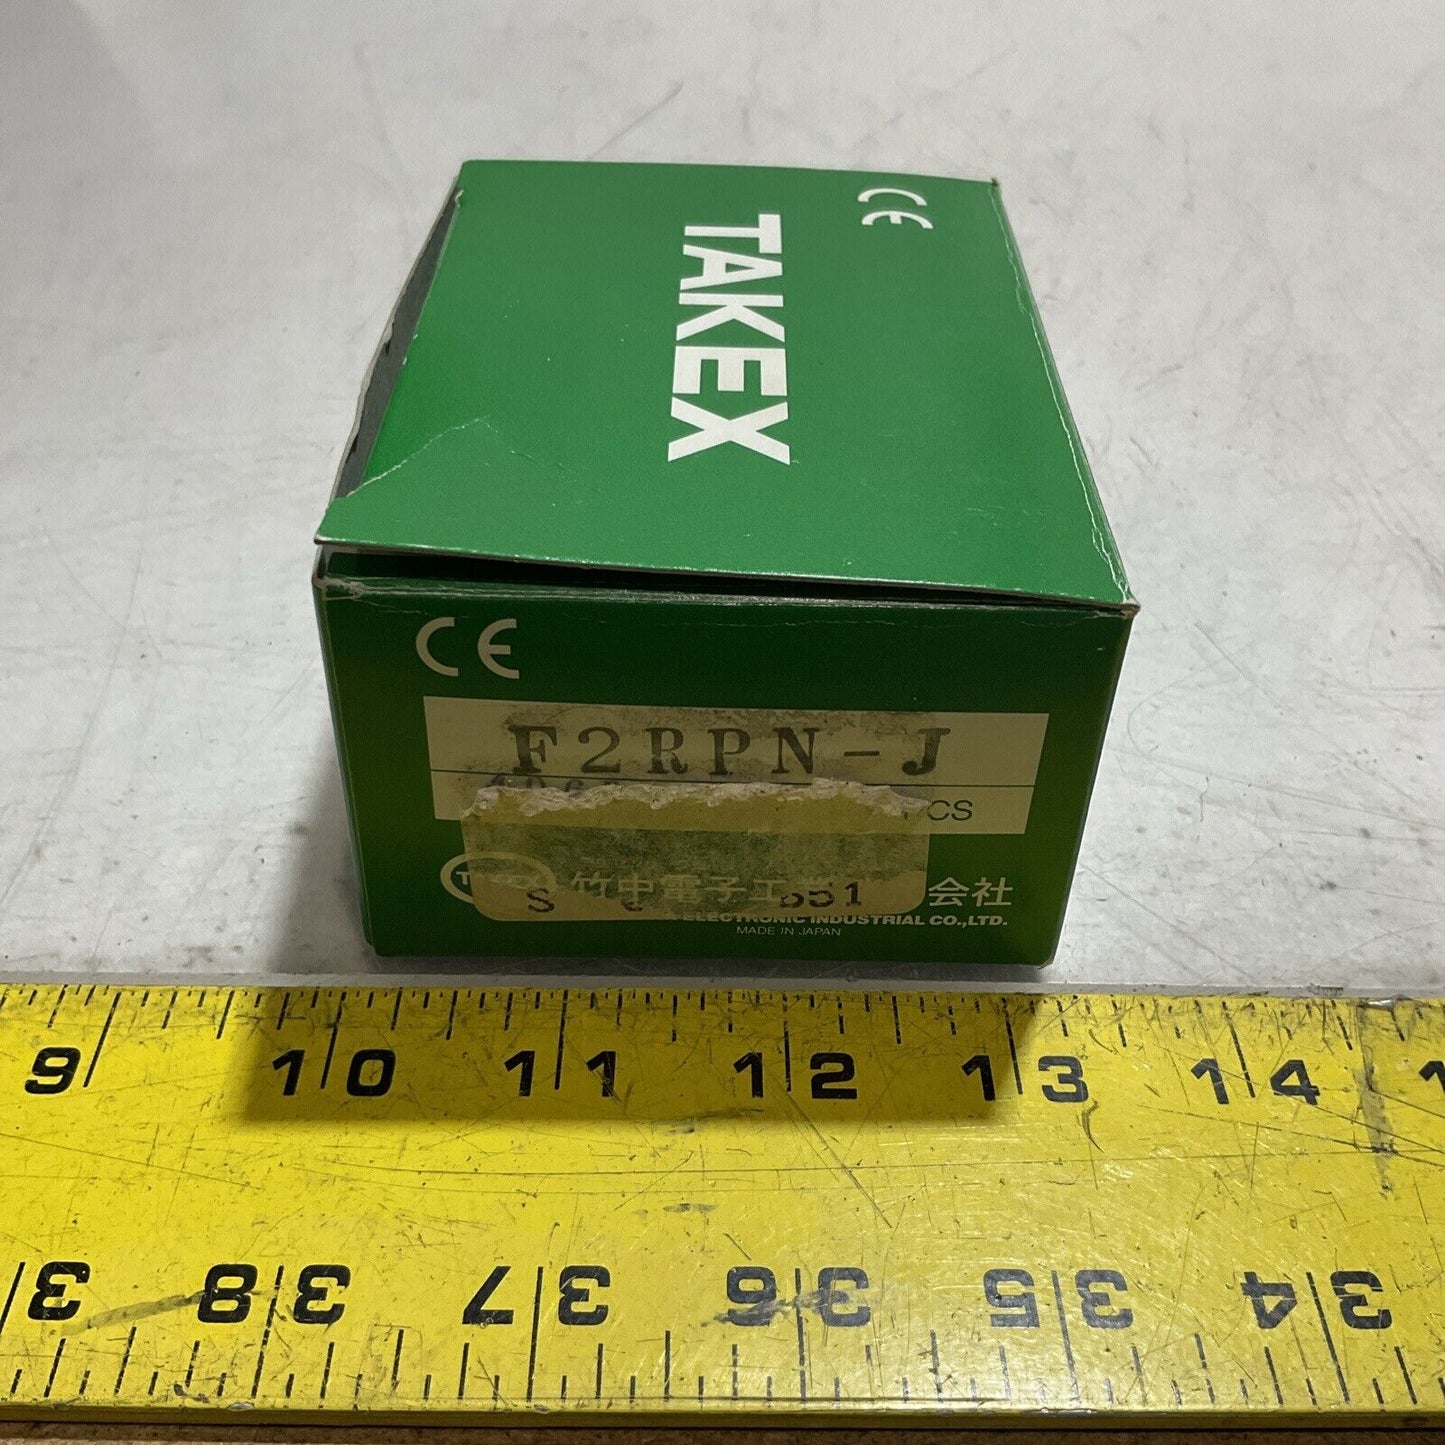 CE
TAKEX
CE
F2RPN-J
PCS
S 551
竹中電子工 会社
ELECTRONIC INDUSTRIAL CO.,LTD.
MADE IN JAPAN
9 10 11 12 13 14
38 37 36 35 34